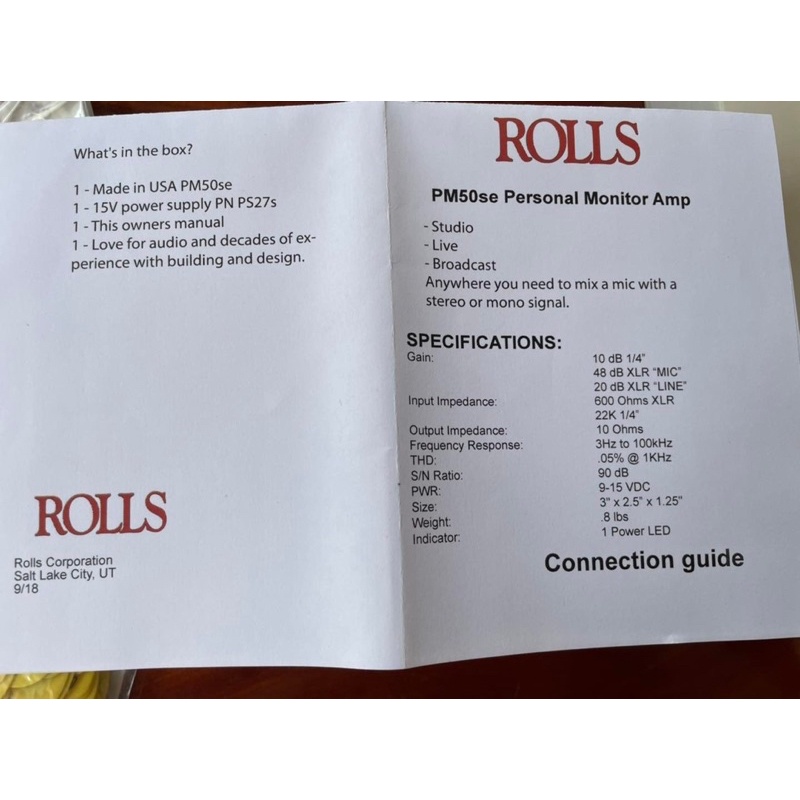 What's in the box?
1 - Made in USA PM50se
1 - 15V power supply PN PS27s
1 - This owners manual
1 - Love for audio and decades of ex-
perience with building and design.
ROLLS
Rolls Corporation
Salt Lake City, UT
9/18
ROLLS
PM50se Personal Monitor Amp
- Studio
- Live
- Broadcast
Anywhere you need to mix a mic with a
stereo or mono signal.
SPECIFICATIONS:
Gain: 10 dB 1/4"
48 dB XLR "MIC"
20 dB XLR "LINE"
Input Impedance: 600 Ohms XLR
22K 1/4"
Output Impedance: 10 Ohms
Frequency Response: 3Hz to 100kHz
THD: .05% @ 1KHz
S/N Ratio: 90 dB
PWR: 9-15 VDC
Size: 3" x 2.5" x 1.25"
Weight: .8 lbs
Indicator: 1 Power LED
Connection guide